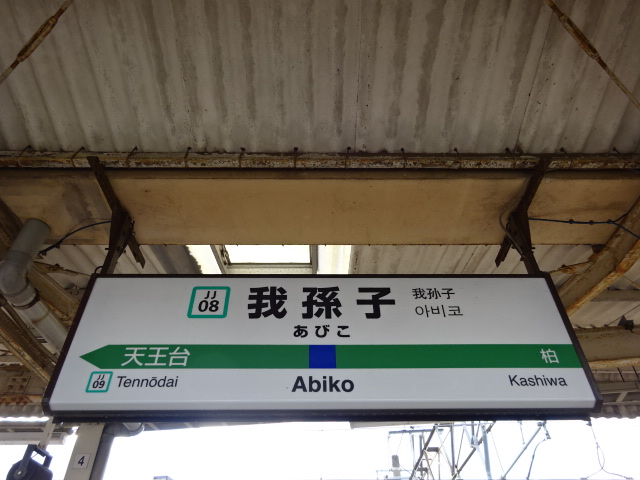 JJ
08
我孫子
我孙子
아비코
あびこ
天王台
柏
JJ
09
Tennōdai
Abiko
Kashiwa
4